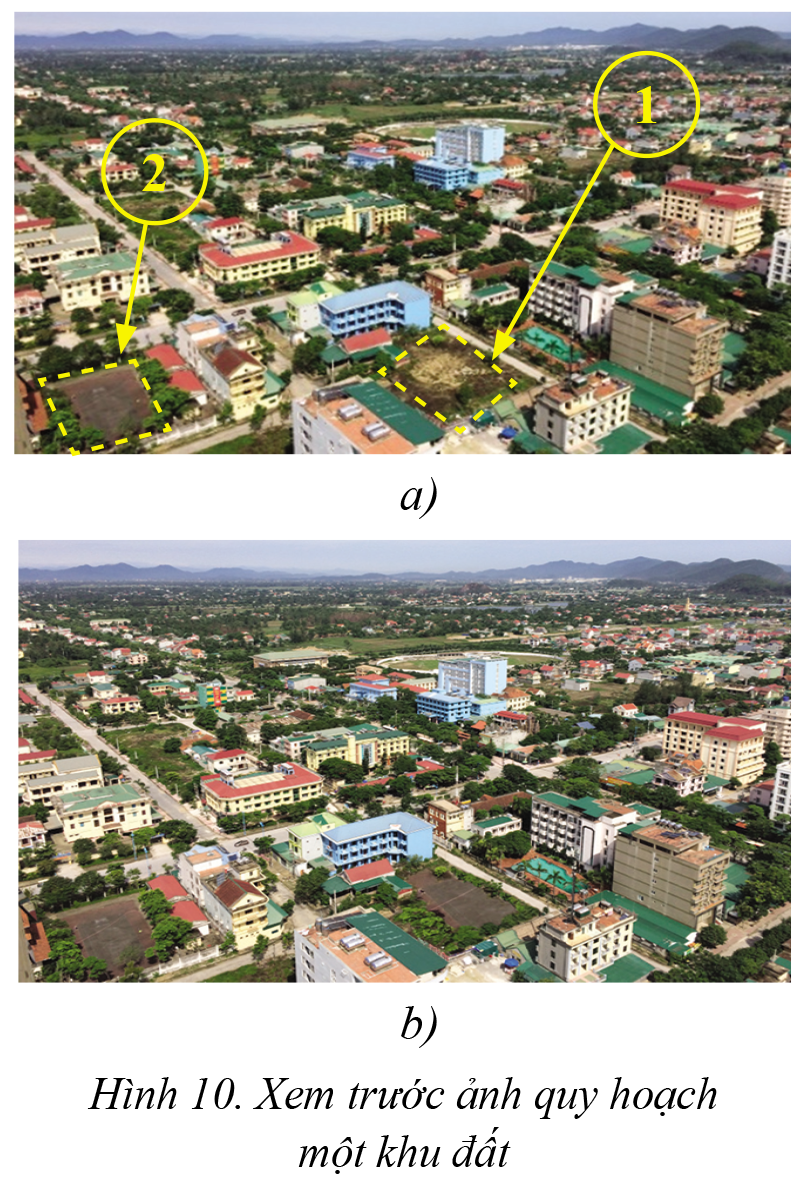 1
2
a)
b)
Hình 10. Xem trước ảnh quy hoạch
một khu đất